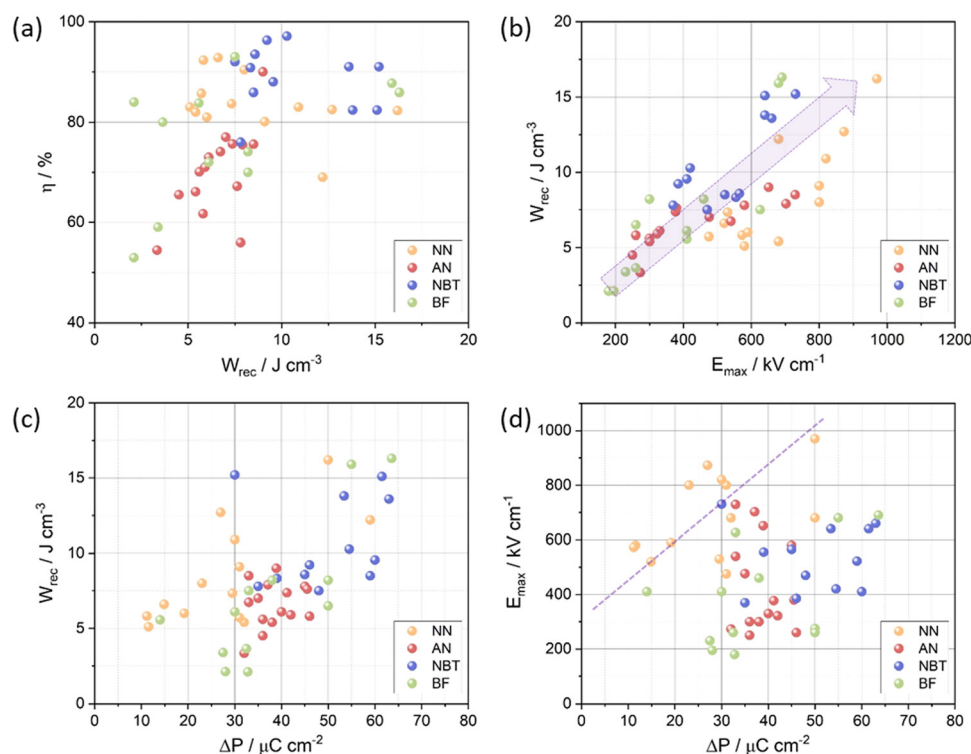 (a)
100
80
60
40
η / %
0
5
10
15
20
W_rec / J cm⁻³
NN
AN
NBT
BF
(b)
20
15
10
5
0
W_rec / J cm⁻³
200
400
600
800
1000
1200
E_max / kV cm⁻¹
NN
AN
NBT
BF
(c)
20
15
10
5
0
W_rec / J cm⁻³
0
10
20
30
40
50
60
70
80
ΔP / μC cm⁻²
NN
AN
NBT
BF
(d)
1000
800
600
400
200
0
E_max / kV cm⁻¹
0
10
20
30
40
50
60
70
80
ΔP / μC cm⁻²
NN
AN
NBT
BF